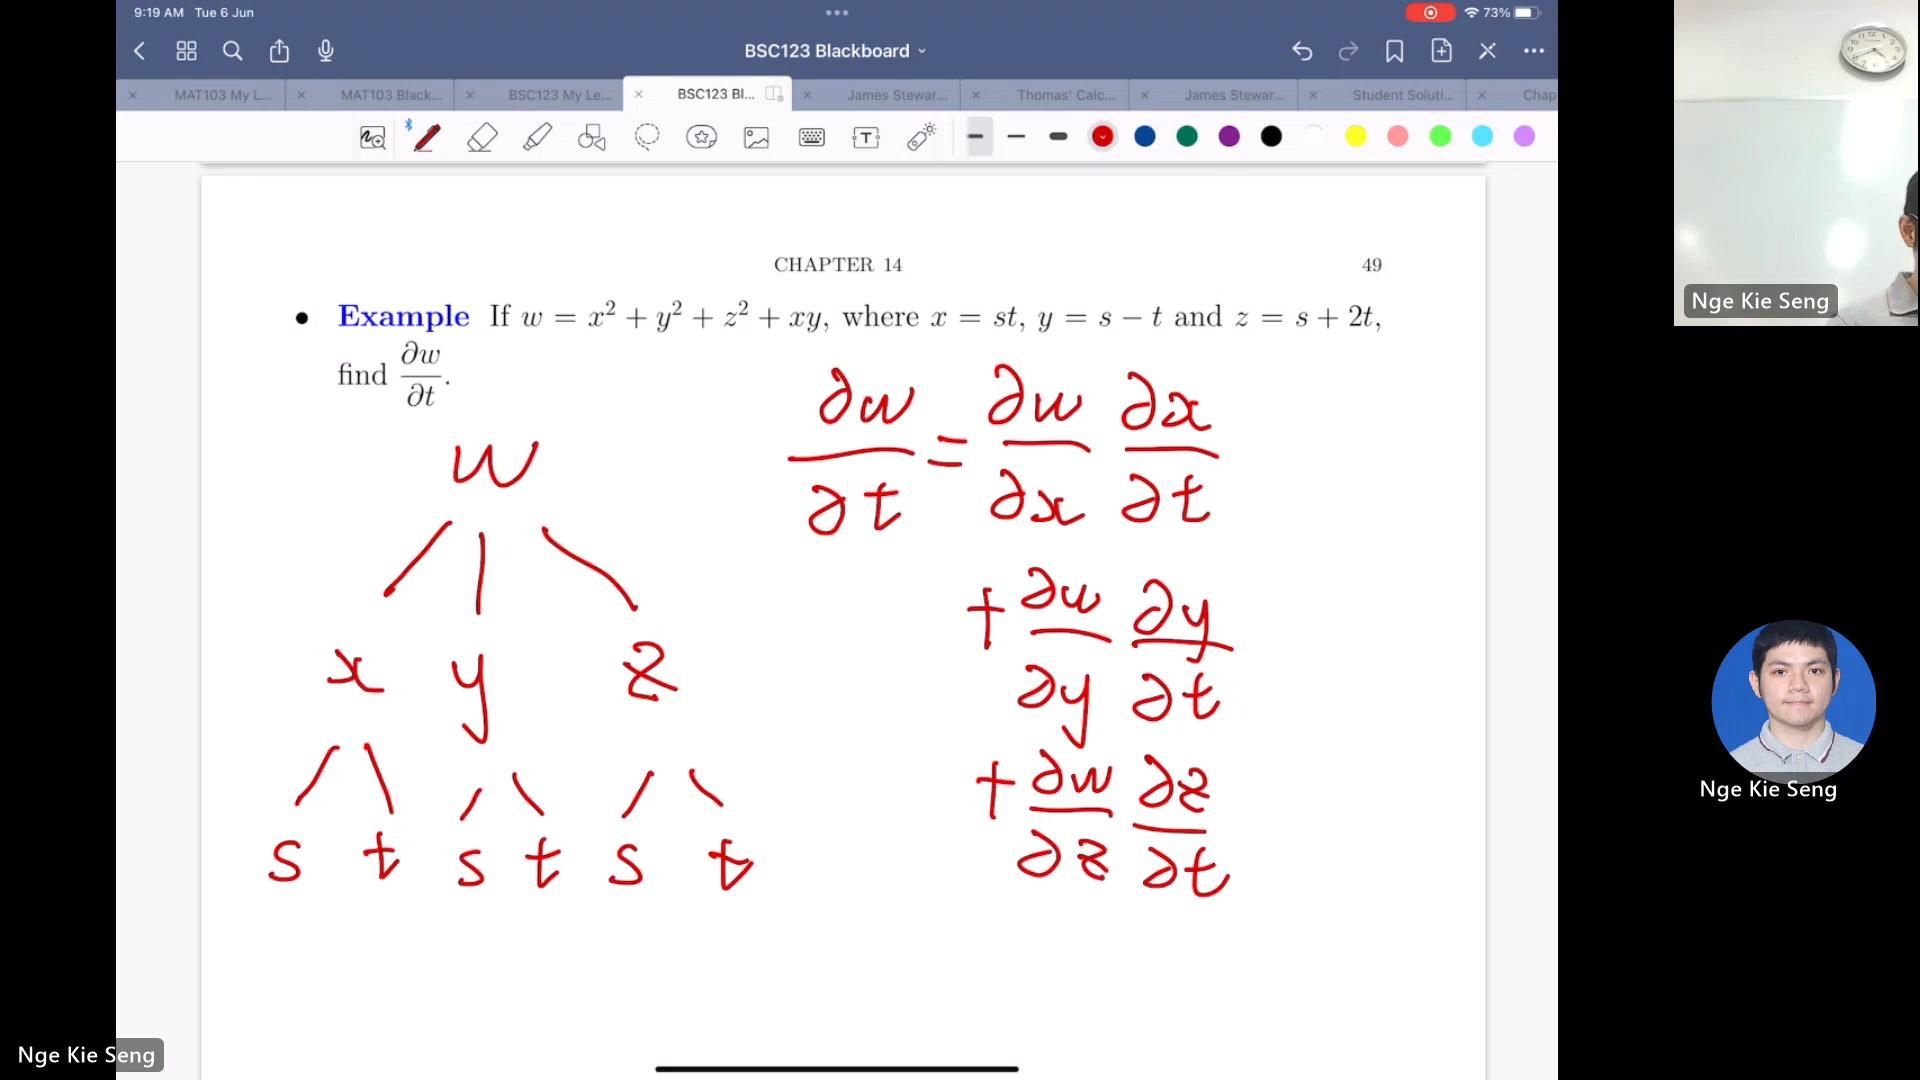 9:19 AM Tue 6 Jun
73%
BSC123 Blackboard
MAT103 My L...
MAT103 Black...
BSC123 My Le...
BSC123 Bl...
James Stewar...
Thomas' Calc...
James Stewar...
Student Soluti...
Chap
CHAPTER 14 49
• Example If w = x² + y² + z² + xy, where x = st, y = s − t and z = s + 2t,
find ∂w/∂t.
∂w/∂t = ∂w/∂x ∂x/∂t
+ ∂w/∂y ∂y/∂t
+ ∂w/∂z ∂z/∂t
w
x y z
s t s t s t
Nge Kie Seng
Nge Kie Seng
Nge Kie Seng